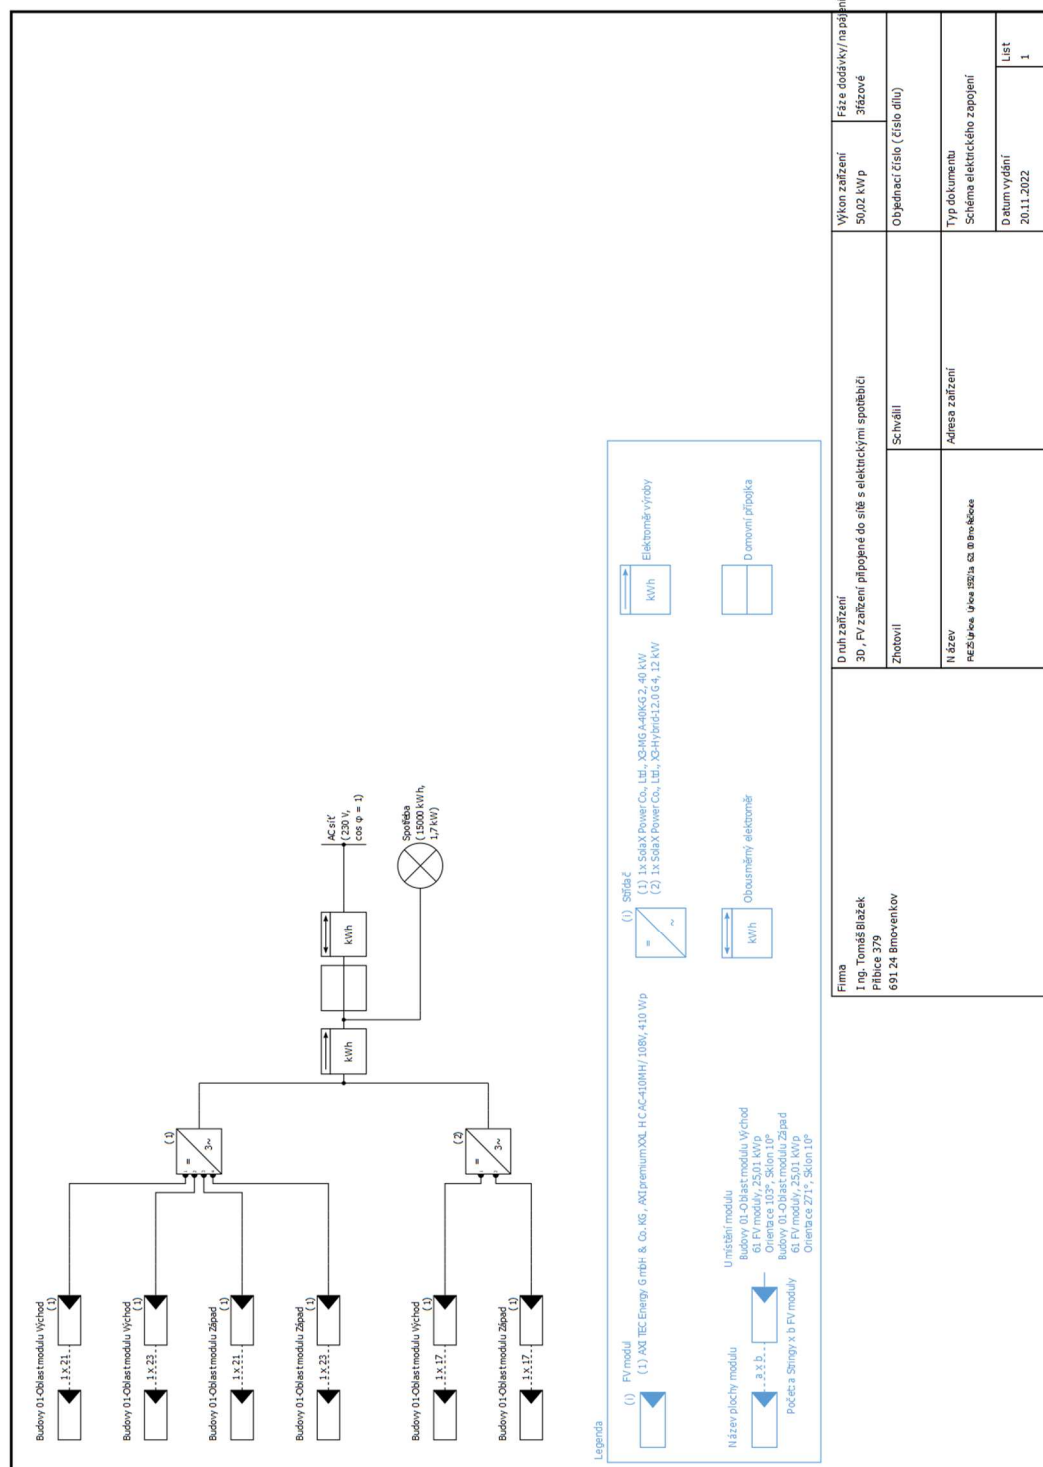 Budovy 01-Oblast modulu Východ
(1)
1 x 21
Budovy 01-Oblast modulu Východ
(1)
1 x 23
Budovy 01-Oblast modulu Západ
(1)
1 x 21
Budovy 01-Oblast modulu Západ
(1)
1 x 23
Budovy 01-Oblast modulu Východ
(1)
1 x 17
Budovy 01-Oblast modulu Západ
(1)
1 x 17
(1)
=
3~
(2)
=
3~
kWh
kWh
AC síť
(230 V,
cos φ = 1)
Spotřeba
(15000 kWh,
1,7 kW)
Legenda
(i) FV modul
(1) AXITEC Energy GmbH & Co. KG, AXIpremium XXL HC AC-410MH/108V, 410 Wp
(i) Střídač
=
~
(1) 1x SolaX Power Co., Ltd., X3-MGA-40K-G2, 40 kW
(2) 1x SolaX Power Co., Ltd., X3-Hybrid-12.0 G4, 12 kW
kWh
Elektroměr výroby
Název plochy modulu
a x b
Počet: a Stringy x b FV moduly
Umístění modulu
Budovy 01-Oblast modulu Východ
61 FV moduly, 25,01 kWp
Orientace 103°, Sklon 10°
Budovy 01-Oblast modulu Západ
61 FV moduly, 25,01 kWp
Orientace 271°, Sklon 10°
kWh
Obousměrný elektroměr
Domovní přípojka
Firma
Ing. Tomáš Blažek
Přibice 379
691 24 Brno-venkov
Druh zařízení
3D, FV zařízení připojené do sítě s elektrickými spotřebiči
Výkon zařízení
50,02 kWp
Fáze dodávky/napájení
3fázové
Zhotovil
Schválil
Objednací číslo (číslo dílu)
Název
Adresa zařízení
Typ dokumentu
Schéma elektrického zapojení
Datum vydání
20.11.2022
List
1